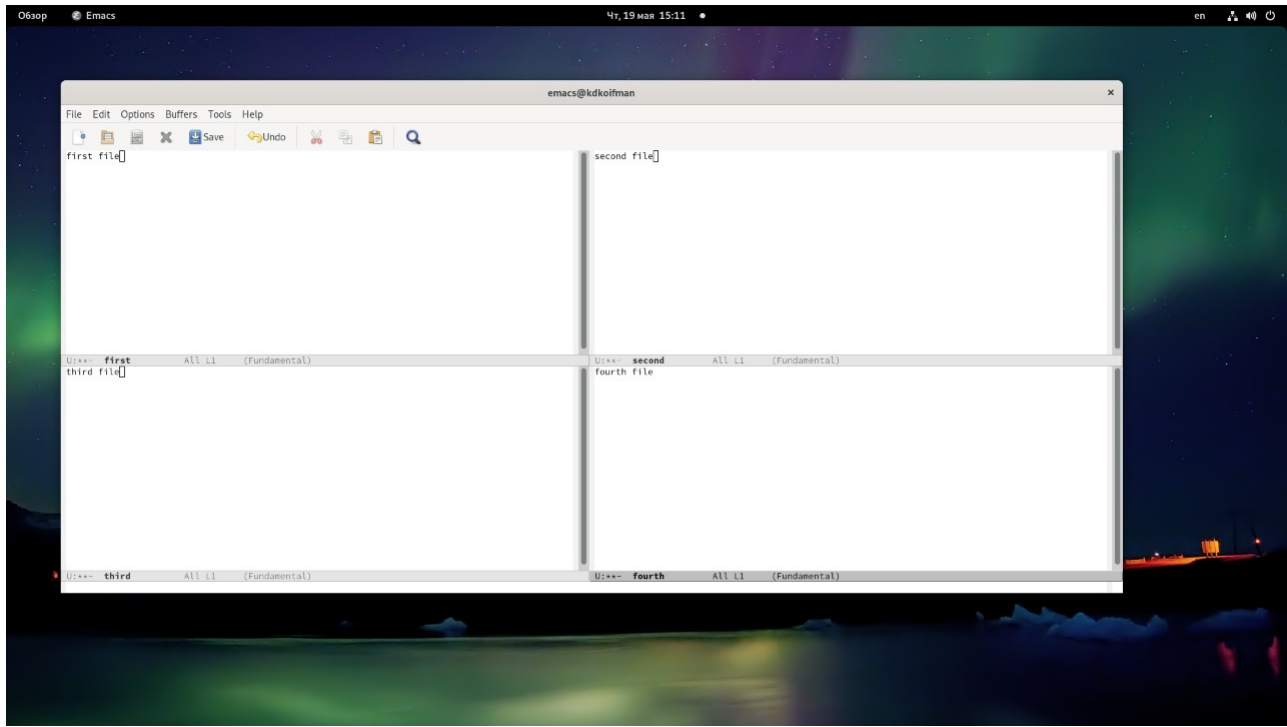 Обзор Emacs Чт, 19 мая 15:11 en
emacs@kdkoifman
File Edit Options Buffers Tools Help
Save Undo
first file
second file
U:**- first All L1 (Fundamental)
U:**- second All L1 (Fundamental)
third file
fourth file
U:**- third All L1 (Fundamental)
U:**- fourth All L1 (Fundamental)